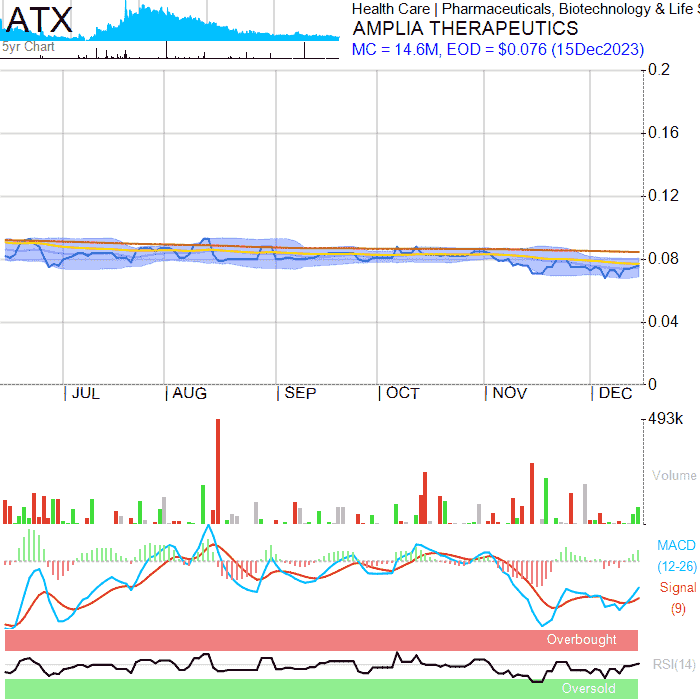 ATX
5yr Chart
Health Care | Pharmaceuticals, Biotechnology & Life S
AMPLIA THERAPEUTICS
MC = 14.6M, EOD = $0.076 (15Dec2023)
0.2
0.16
0.12
0.08
0.04
0
JUL AUG SEP OCT NOV DEC
493k
Volume
MACD
(12-26)
Signal
(9)
Overbought
RSI(14)
Oversold